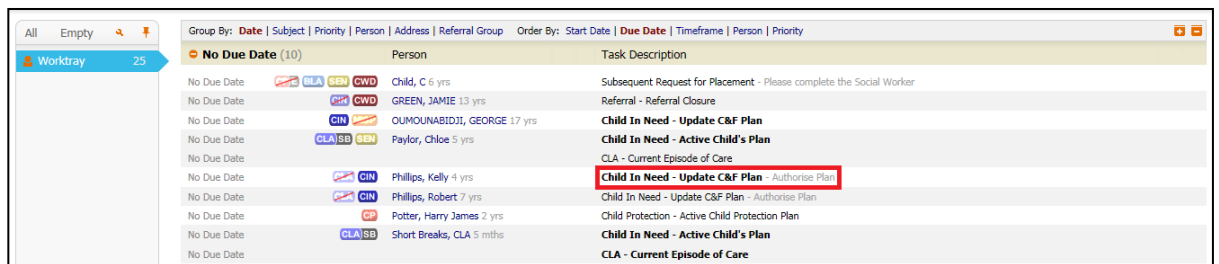 All Empty
Worktray 25
Group By: Date | Subject | Priority | Person | Address | Referral Group Order By: Start Date | Due Date | Timeframe | Person | Priority
No Due Date (10) Person Task Description
No Due Date BLA SEN CWD Child, C 6 yrs Subsequent Request for Placement - Please complete the Social Worker
No Due Date CIN CWD GREEN, JAMIE 13 yrs Referral - Referral Closure
No Due Date CIN OUMOUNABIDJI, GEORGE 17 yrs Child In Need - Update C&F Plan
No Due Date CLA SB SEN Paylor, Chloe 5 yrs Child In Need - Active Child's Plan
No Due Date CLA - Current Episode of Care
No Due Date CIN Phillips, Kelly 4 yrs Child In Need - Update C&F Plan - Authorise Plan
No Due Date CIN Phillips, Robert 7 yrs Child In Need - Update C&F Plan - Authorise Plan
No Due Date CP Potter, Harry James 2 yrs Child Protection - Active Child Protection Plan
No Due Date CLA SB Short Breaks, CLA 5 mths Child In Need - Active Child's Plan
No Due Date CLA - Current Episode of Care